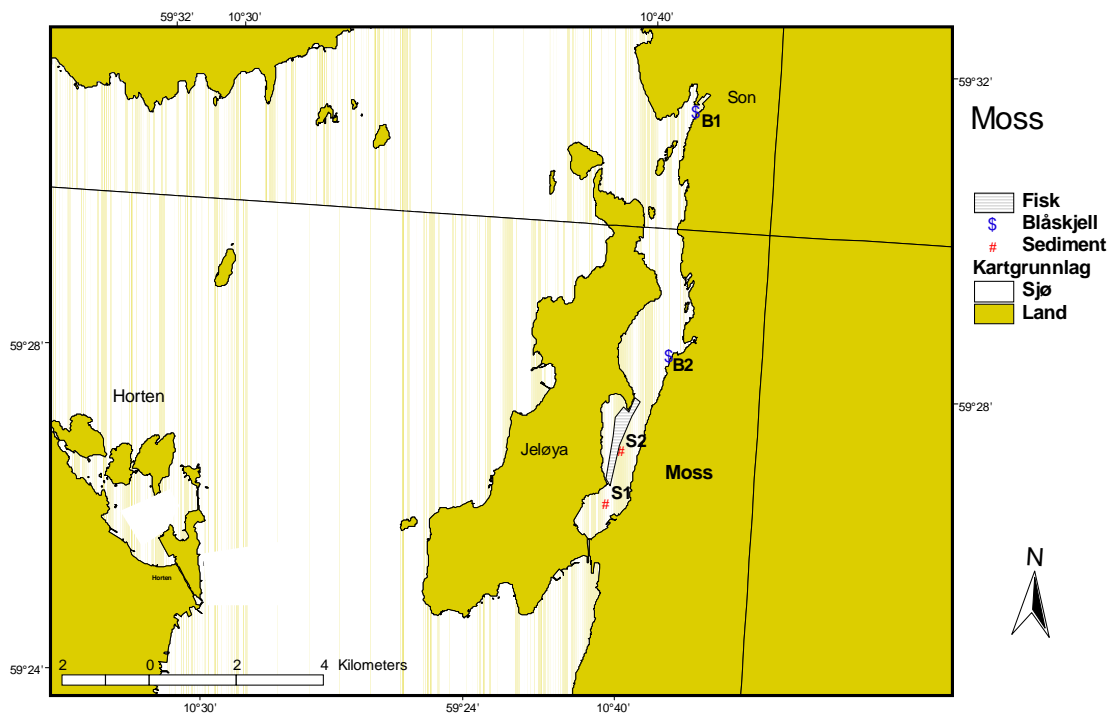 59°32' 10°30' 10°40'
59°32'
Son
B1
Moss
Fisk
$ Blåskjell
# Sediment
Kartgrunnlag
Sjø
Land
59°28'
$
B2
Horten
59°28'
Jeløya
# S2
Moss
S1
#
Horten
N
59°24'
2 0 2 4 Kilometers
10°30' 59°24' 10°40'